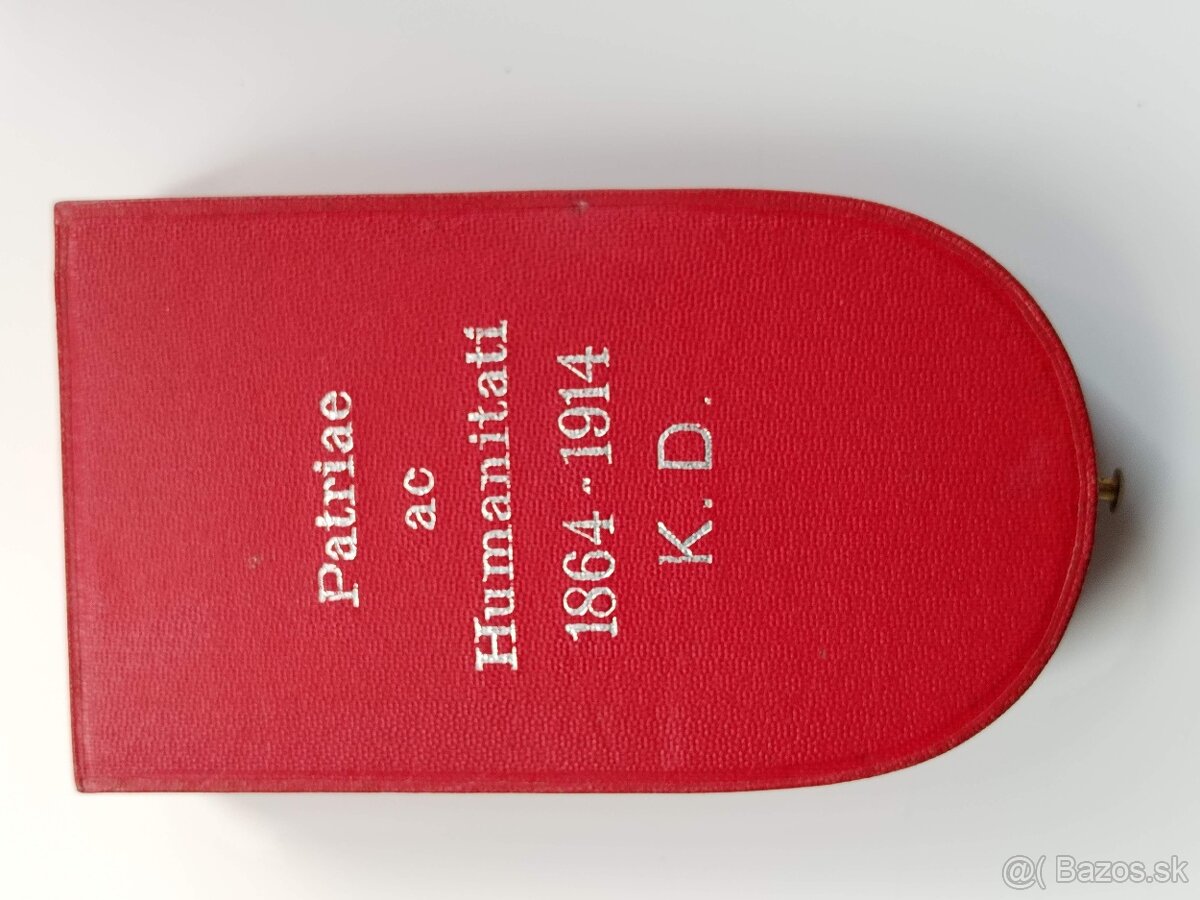 Patriae
ac
Humanitati
1864-1914
K.D.
@( Bazos.sk